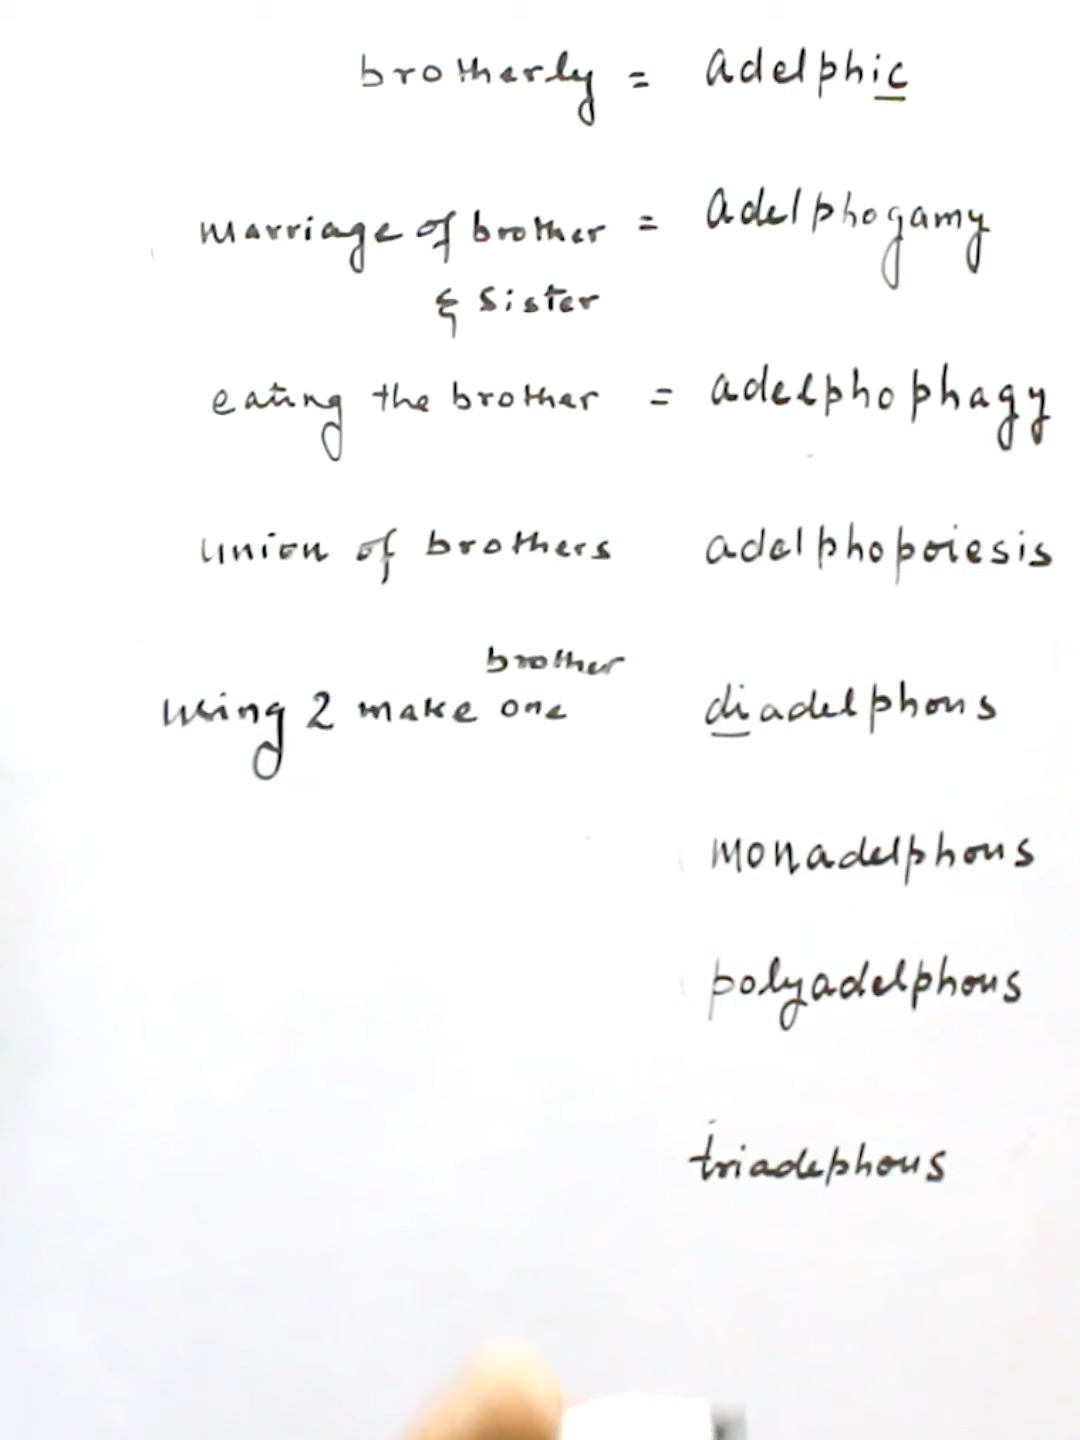 brotherly = adelphic
marriage of brother = adelphogamy
& sister
eating the brother = adelphophagy
union of brothers adelphopoiesis
brother
using 2 make one diadelphous
monadelphous
polyadelphous
triadephous